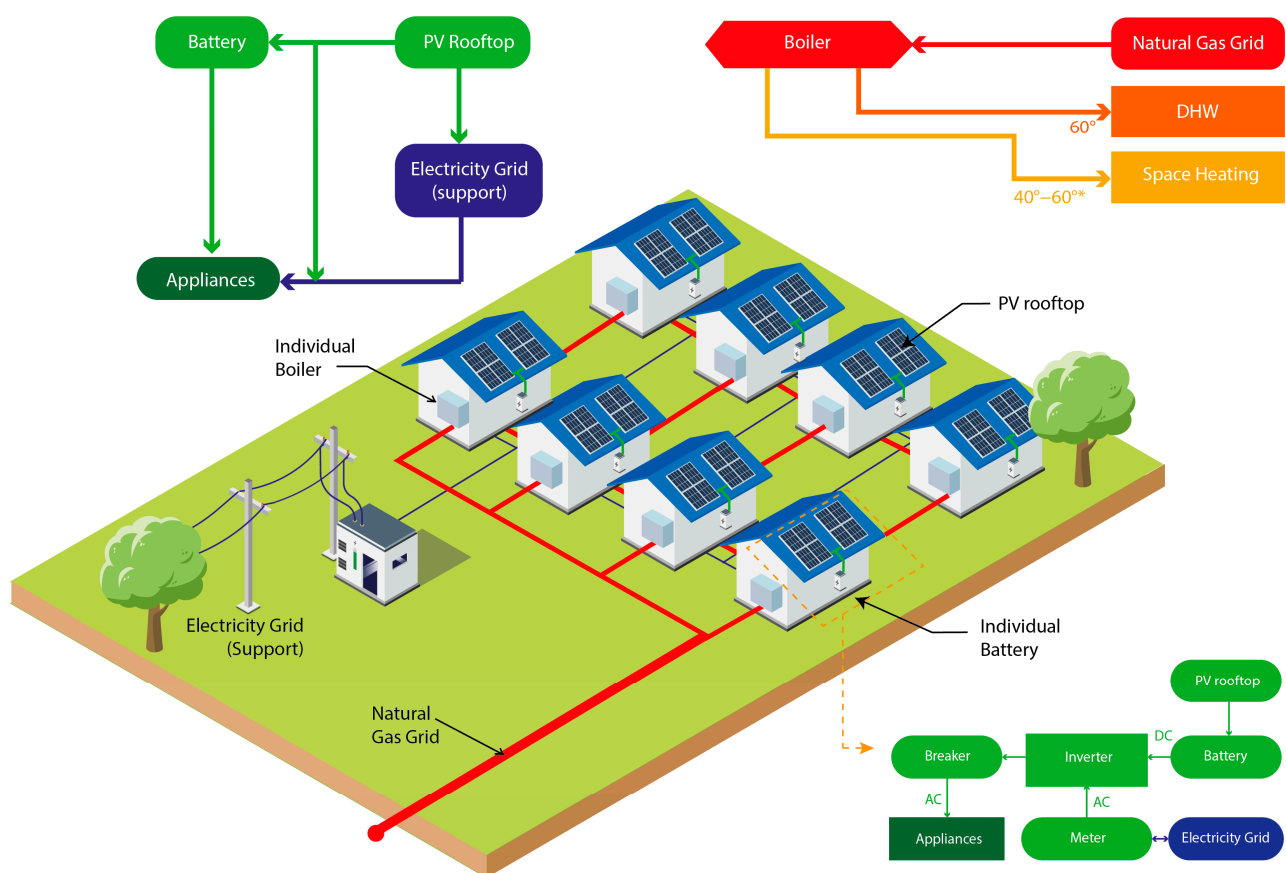 Battery
PV Rooftop
Electricity Grid
(support)
Appliances
Boiler
Natural Gas Grid
DHW
60°
Space Heating
40°–60°*
PV rooftop
Individual
Boiler
Electricity Grid
(Support)
Individual
Battery
Natural
Gas Grid
PV rooftop
DC
Breaker
Inverter
Battery
AC
AC
Appliances
Meter
Electricity Grid